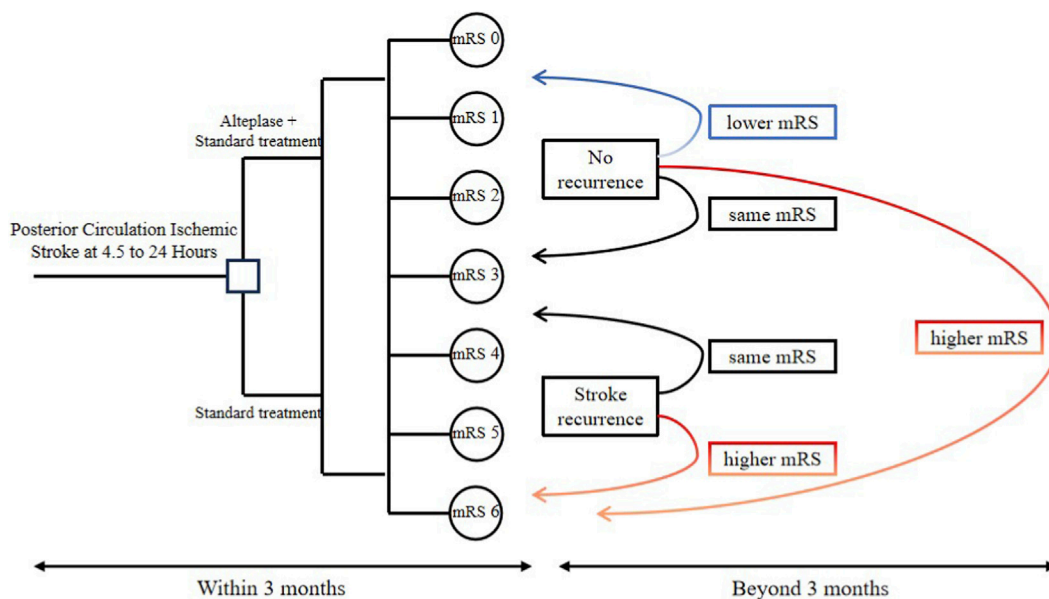 Posterior Circulation Ischemic
Stroke at 4.5 to 24 Hours
Alteplase +
Standard treatment
Standard treatment
mRS 0
mRS 1
mRS 2
mRS 3
mRS 4
mRS 5
mRS 6
No
recurrence
lower mRS
same mRS
higher mRS
Stroke
recurrence
same mRS
higher mRS
Within 3 months
Beyond 3 months